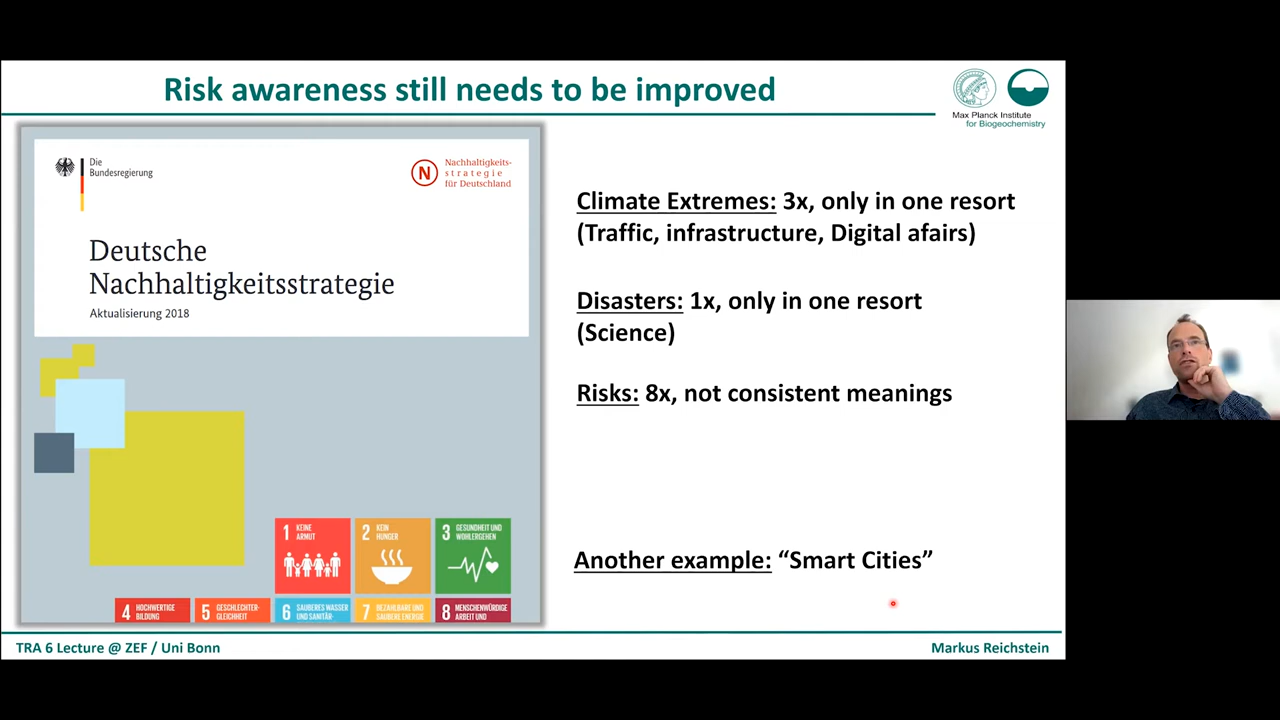 Risk awareness still needs to be improved
Max Planck Institute
for Biogeochemistry
Die
Bundesregierung
N
Nachhaltigkeits-
strategie
für Deutschland
Deutsche
Nachhaltigkeitsstrategie
Aktualisierung 2018
1 KEINE
ARMUT
2 KEIN
HUNGER
3 GESUNDHEIT UND
WOHLERGEHEN
4 HOCHWERTIGE
BILDUNG
5 GESCHLECHTER-
GLEICHHEIT
6 SAUBERES WASSER
UND SANITÄR-
7 BEZAHLBARE UND
SAUBERE ENERGIE
8 MENSCHENWÜRDIGE
ARBEIT UND
Climate Extremes: 3x, only in one resort
(Traffic, infrastructure, Digital afairs)
Disasters: 1x, only in one resort
(Science)
Risks: 8x, not consistent meanings
Another example: “Smart Cities”
TRA 6 Lecture @ ZEF / Uni Bonn
Markus Reichstein